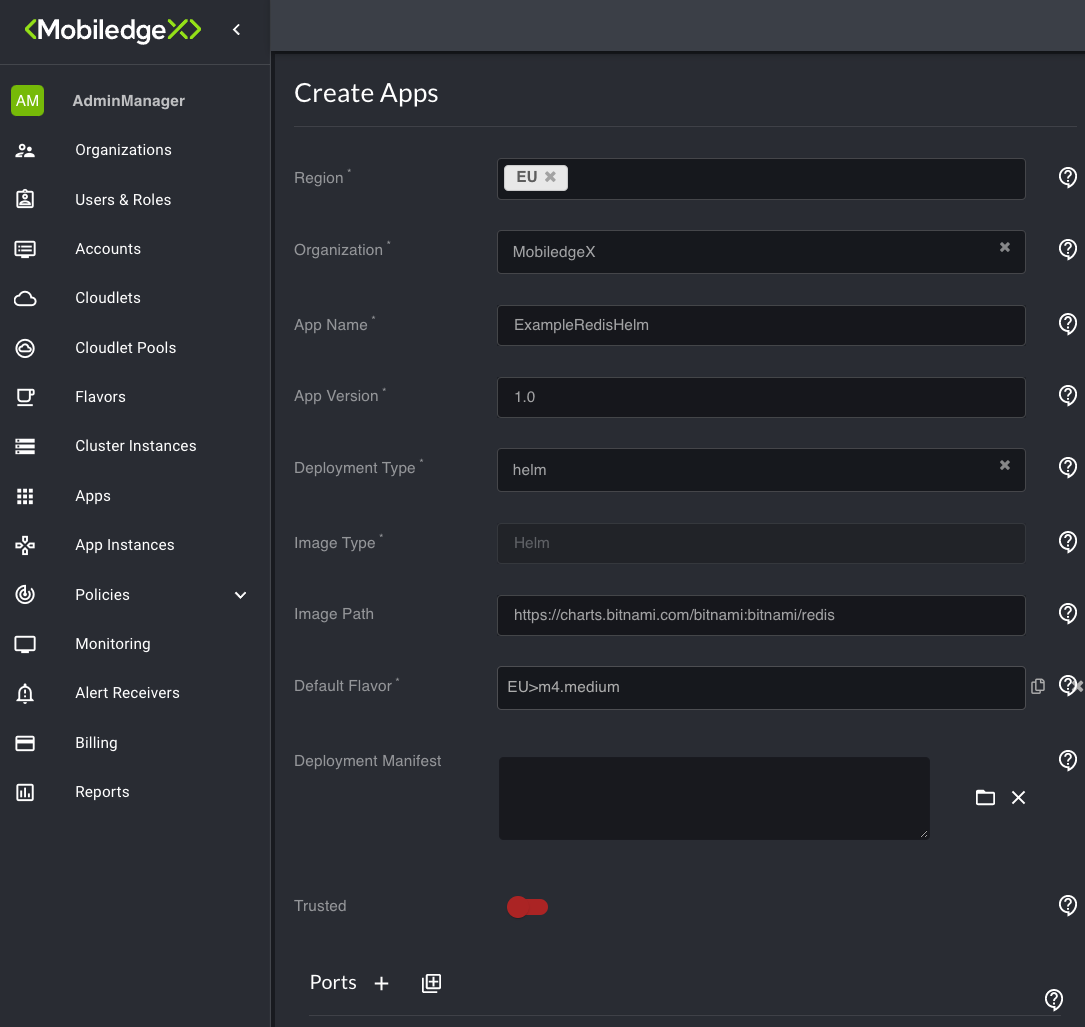 <MobiledgeX>
AM AdminManager
Organizations
Users & Roles
Accounts
Cloudlets
Cloudlet Pools
Flavors
Cluster Instances
Apps
App Instances
Policies
Monitoring
Alert Receivers
Billing
Reports
Create Apps
Region * EU
Organization * MobiledgeX
App Name * ExampleRedisHelm
App Version * 1.0
Deployment Type * helm
Image Type * Helm
Image Path https://charts.bitnami.com/bitnami:bitnami/redis
Default Flavor * EU>m4.medium
Deployment Manifest
Trusted
Ports